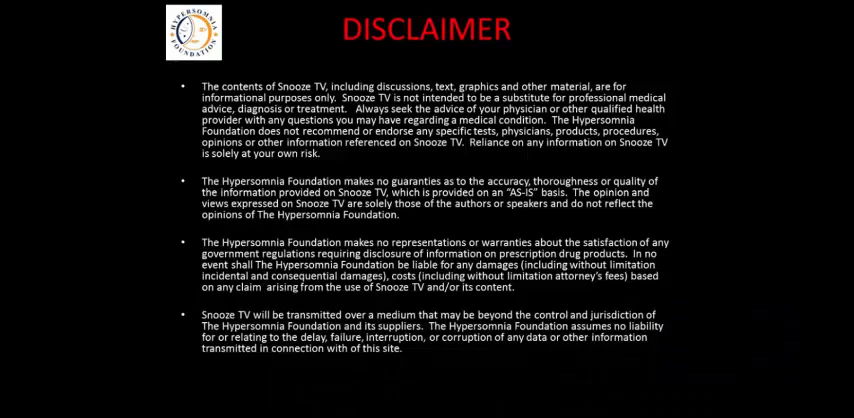 HYPERSOMNIA
FOUNDATION
DISCLAIMER
• The contents of Snooze TV, including discussions, text, graphics and other material, are for
informational purposes only.  Snooze TV is not intended to be a substitute for professional medical
advice, diagnosis or treatment.   Always seek the advice of your physician or other qualified health
provider with any questions you may have regarding a medical condition.  The Hypersomnia
Foundation does not recommend or endorse any specific tests, physicians, products, procedures,
opinions or other information referenced on Snooze TV.  Reliance on any information on Snooze TV
is solely at your own risk.
• The Hypersomnia Foundation makes no guaranties as to the accuracy, thoroughness or quality of
the information provided on Snooze TV, which is provided on an “AS-IS” basis.  The opinion and
views expressed on Snooze TV are solely those of the authors or speakers and do not reflect the
opinions of The Hypersomnia Foundation.
• The Hypersomnia Foundation makes no representations or warranties about the satisfaction of any
government regulations requiring disclosure of information on prescription drug products.  In no
event shall The Hypersomnia Foundation be liable for any damages (including without limitation
incidental and consequential damages), costs (including without limitation attorney’s fees) based
on any claim  arising from the use of Snooze TV and/or its content.
• Snooze TV will be transmitted over a medium that may be beyond the control and jurisdiction of
The Hypersomnia Foundation and its suppliers.  The Hypersomnia Foundation assumes no liability
for or relating to the delay, failure, interruption, or corruption of any data or other information
transmitted in connection with of this site.